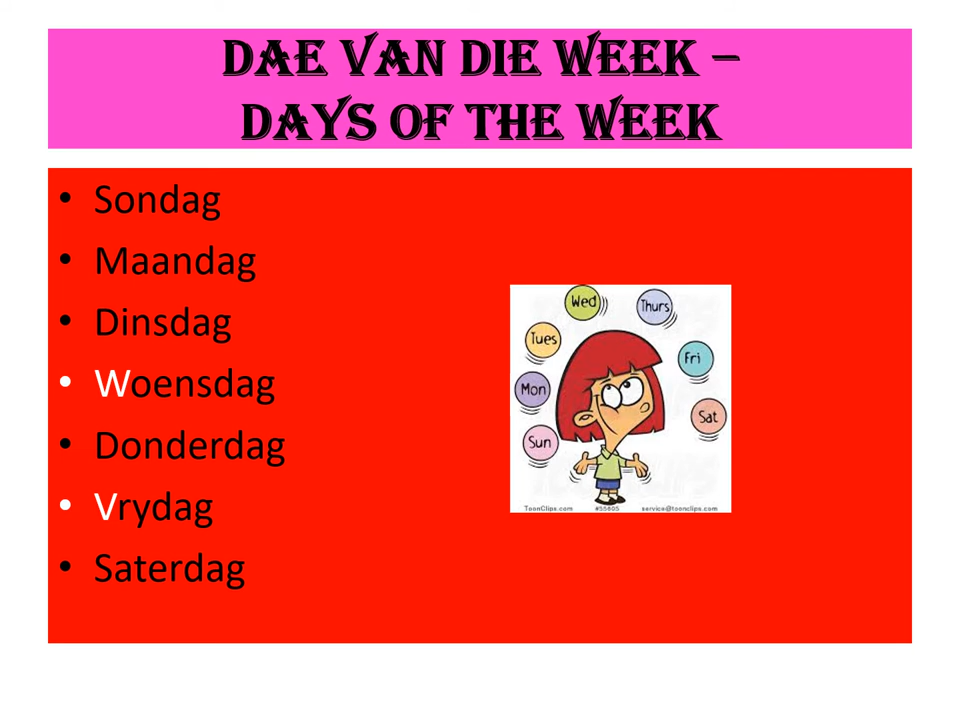 DAE VAN DIE WEEK –
DAYS OF THE WEEK
• Sondag
• Maandag
• Dinsdag
• Woensdag
• Donderdag
• Vrydag
• Saterdag
Wed
Thurs
Tues
Fri
Mon
Sat
Sun
ToonClips.com #55605 service@toonclips.com